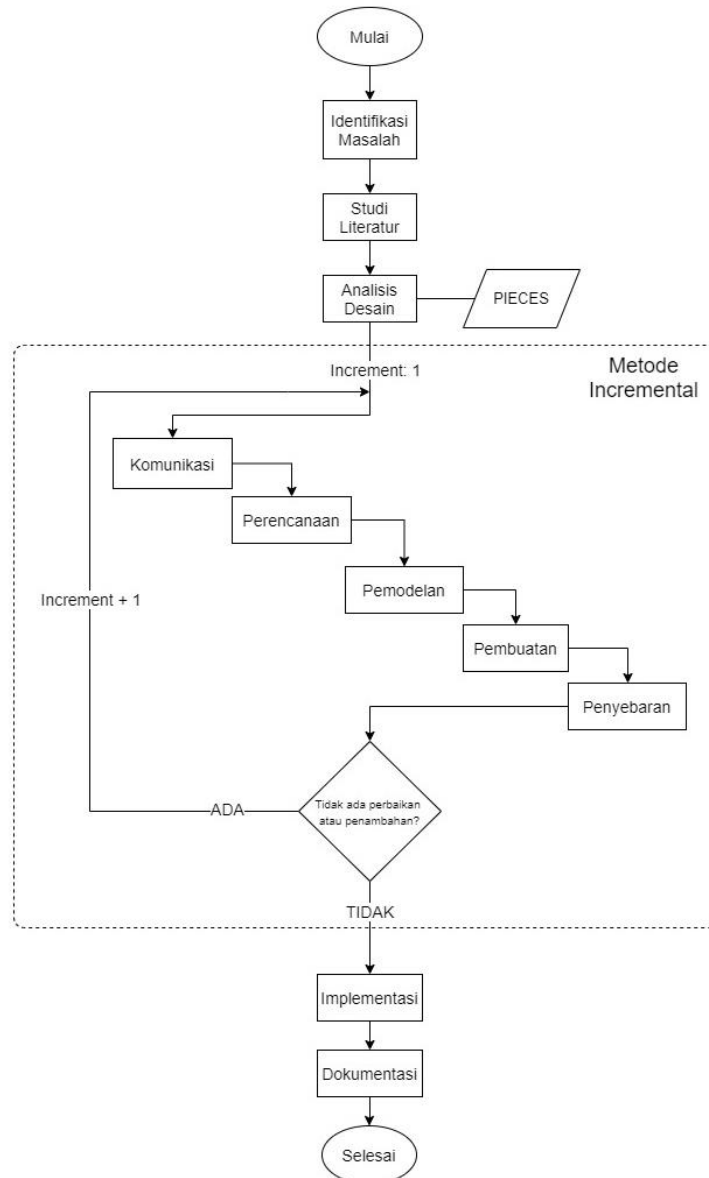 Mulai
Identifikasi
Masalah
Studi
Literatur
Analisis
Desain
PIECES
Metode
Incremental
Increment: 1
Komunikasi
Perencanaan
Increment + 1
Pemodelan
Pembuatan
Penyebaran
Tidak ada perbaikan
atau penambahan?
ADA
TIDAK
Implementasi
Dokumentasi
Selesai